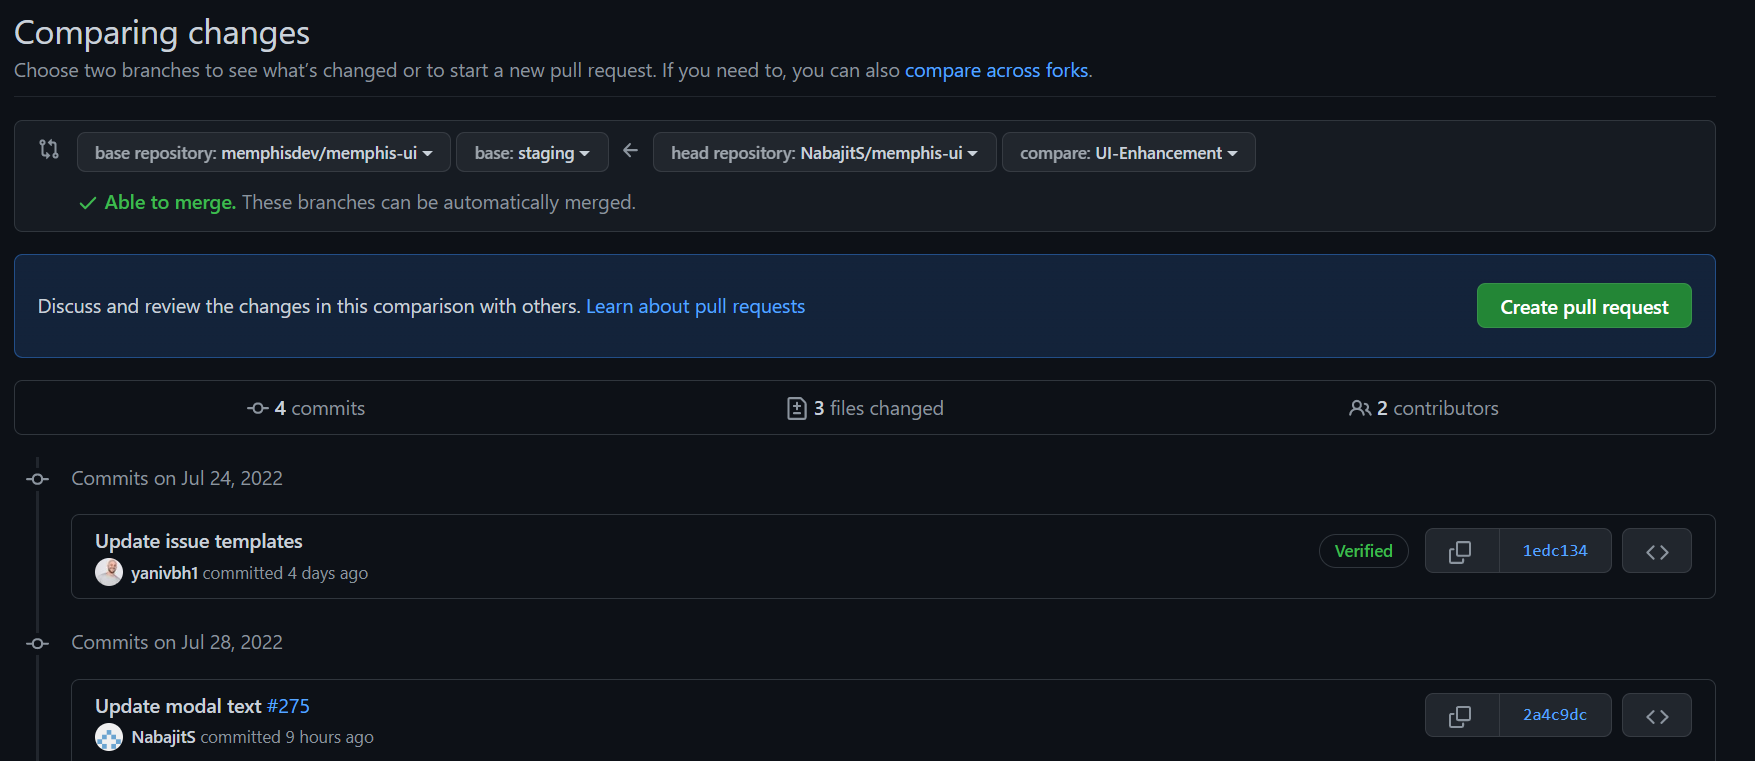 Comparing changes
Choose two branches to see what's changed or to start a new pull request. If you need to, you can also compare across forks.
base repository: memphisdev/memphis-ui base: staging head repository: NabajitS/memphis-ui compare: UI-Enhancement
Able to merge. These branches can be automatically merged.
Discuss and review the changes in this comparison with others. Learn about pull requests Create pull request
4 commits 3 files changed 2 contributors
Commits on Jul 24, 2022
Update issue templates
Verified 1edc134
yanivbh1 committed 4 days ago
Commits on Jul 28, 2022
Update modal text #275
2a4c9dc
NabajitS committed 9 hours ago